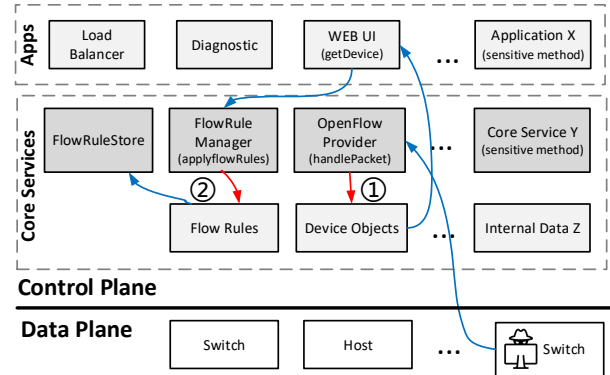 Apps
Load
Balancer
Diagnostic
WEB UI
(getDevice)
...
Application X
(sensitive method)
Core Services
FlowRuleStore
FlowRule
Manager
(applyflowRules)
OpenFlow
Provider
(handlePacket)
...
Core Service Y
(sensitive method)
②
①
Flow Rules
Device Objects
...
Internal Data Z
Control Plane
Data Plane
Switch
Host
...
Switch